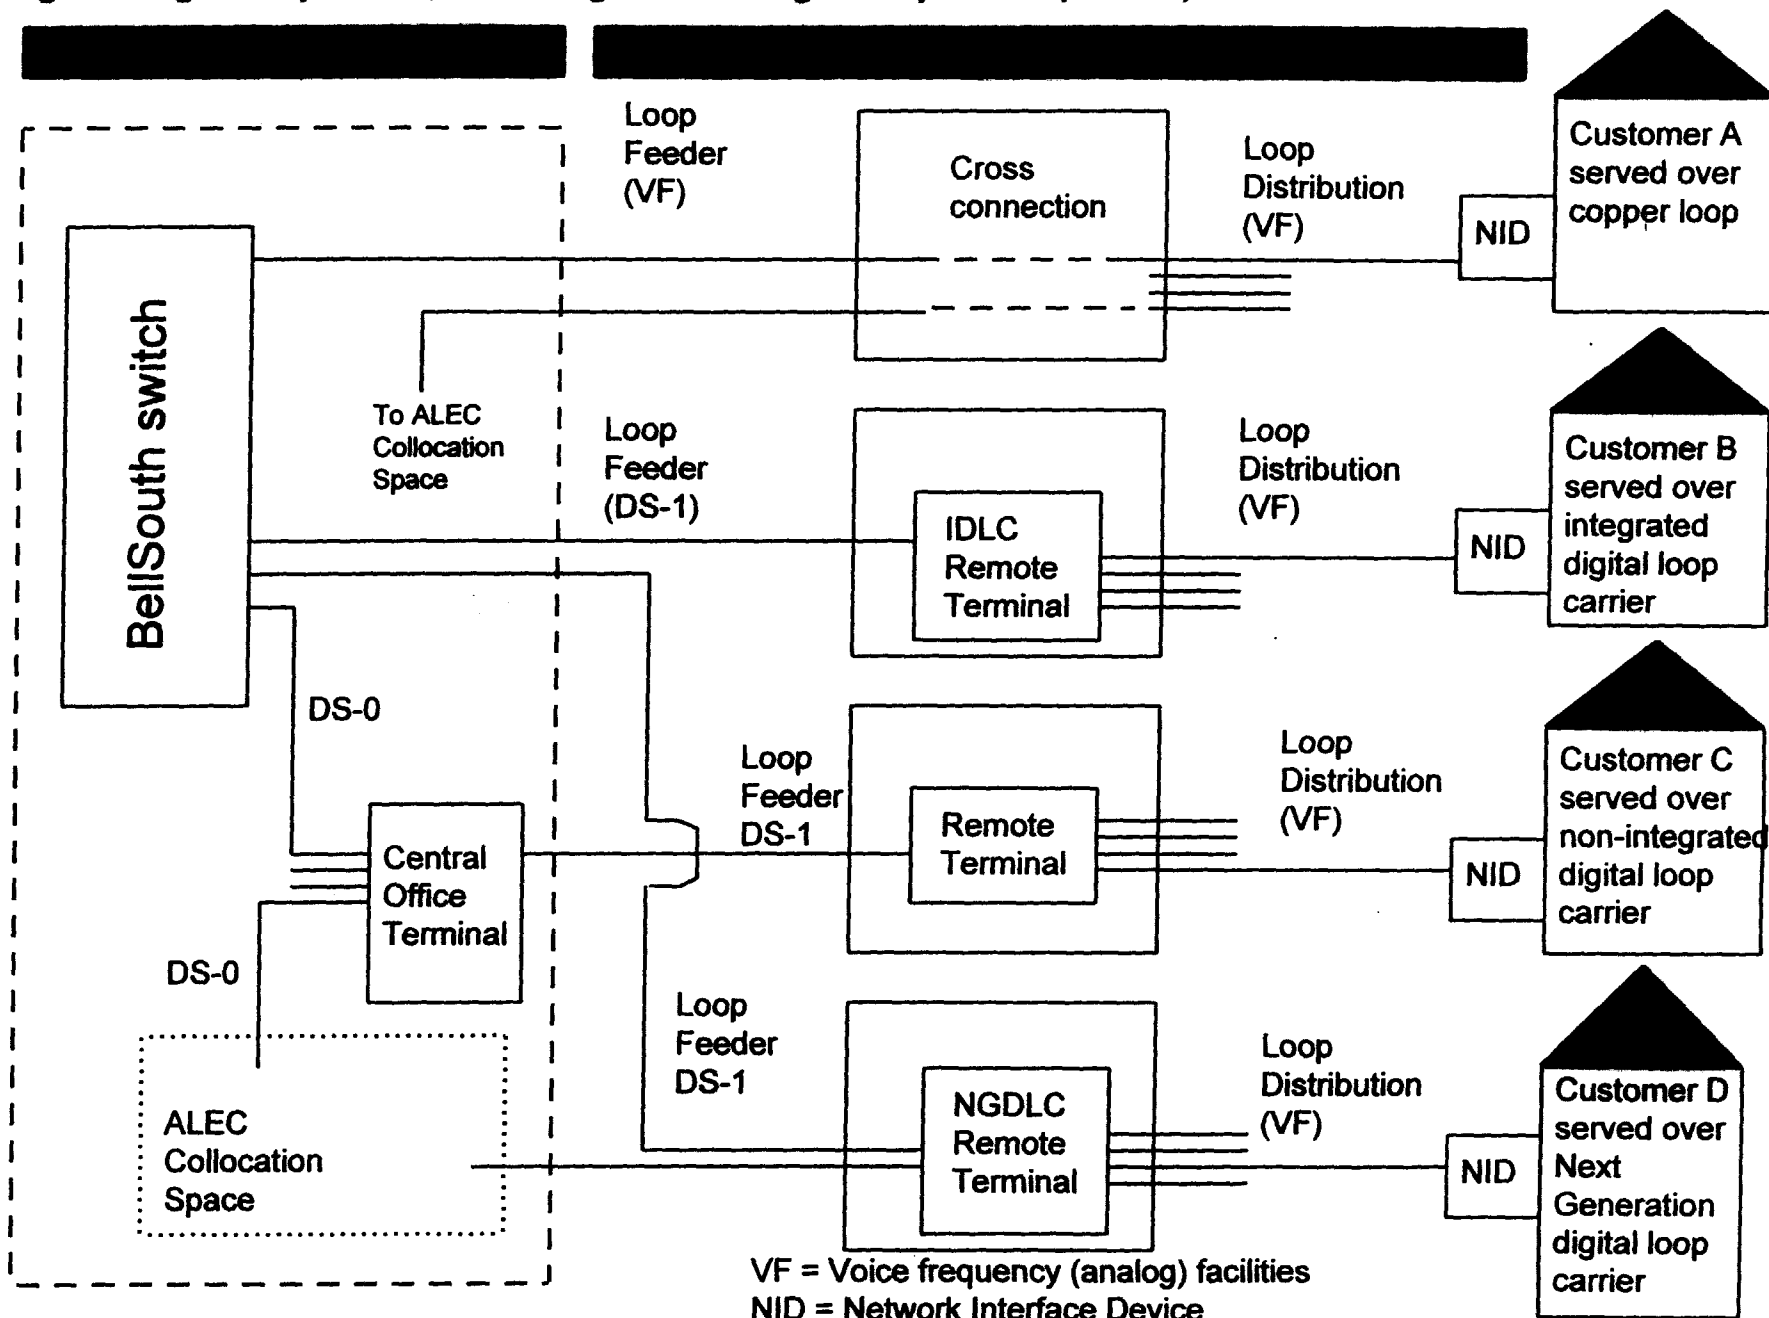 Loop
Feeder
(VF)
Cross
connection
Loop
Distribution
(VF)
NID
Customer A
served over
copper loop
BellSouth switch
To ALEC
Collocation
Space
Loop
Feeder
(DS-1)
IDLC
Remote
Terminal
Loop
Distribution
(VF)
NID
Customer B
served over
integrated
digital loop
carrier
DS-0
Central
Office
Terminal
Loop
Feeder
DS-1
Remote
Terminal
Loop
Distribution
(VF)
NID
Customer C
served over
non-integrated
digital loop
carrier
DS-0
ALEC
Collocation
Space
Loop
Feeder
DS-1
NGDLC
Remote
Terminal
Loop
Distribution
(VF)
NID
Customer D
served over
Next
Generation
digital loop
carrier
VF = Voice frequency (analog) facilities
NID = Network Interface Device